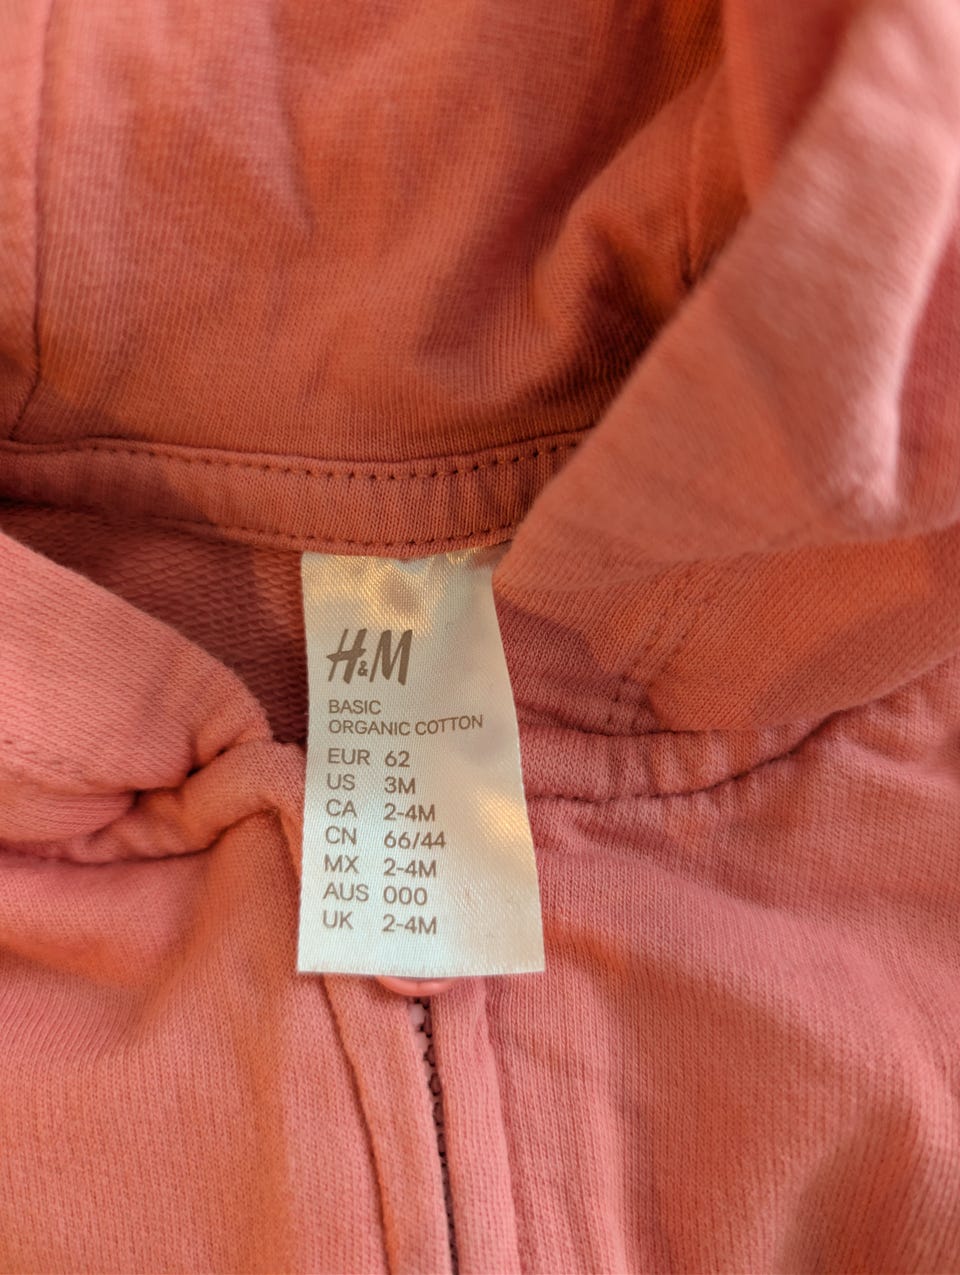 H&M
BASIC
ORGANIC COTTON
EUR 62
US 3M
CA 2-4M
CN 66/44
MX 2-4M
AUS 000
UK 2-4M